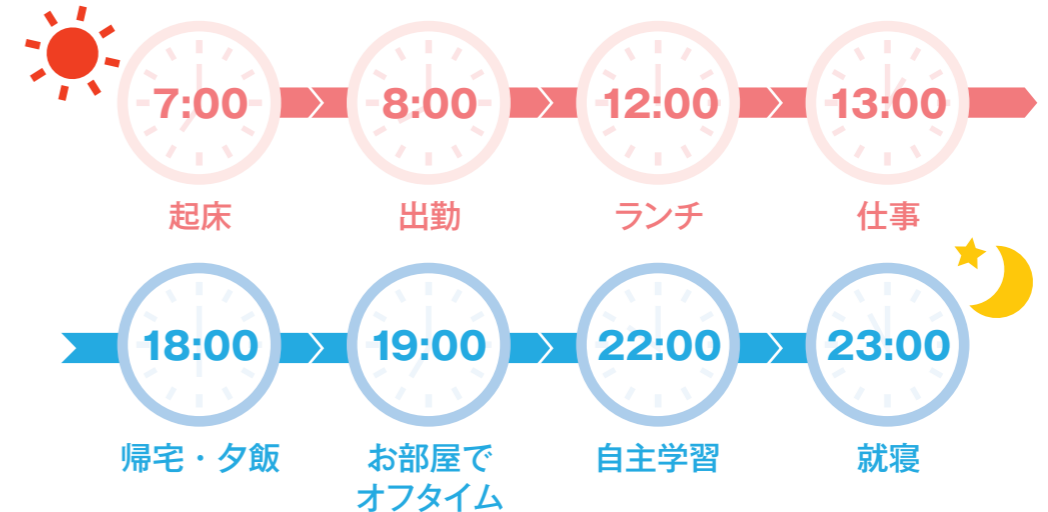 7:00
8:00
12:00
13:00
起床
出勤
ランチ
仕事
18:00
19:00
22:00
23:00
帰宅・夕飯
お部屋で
オフタイム
自主学習
就寝